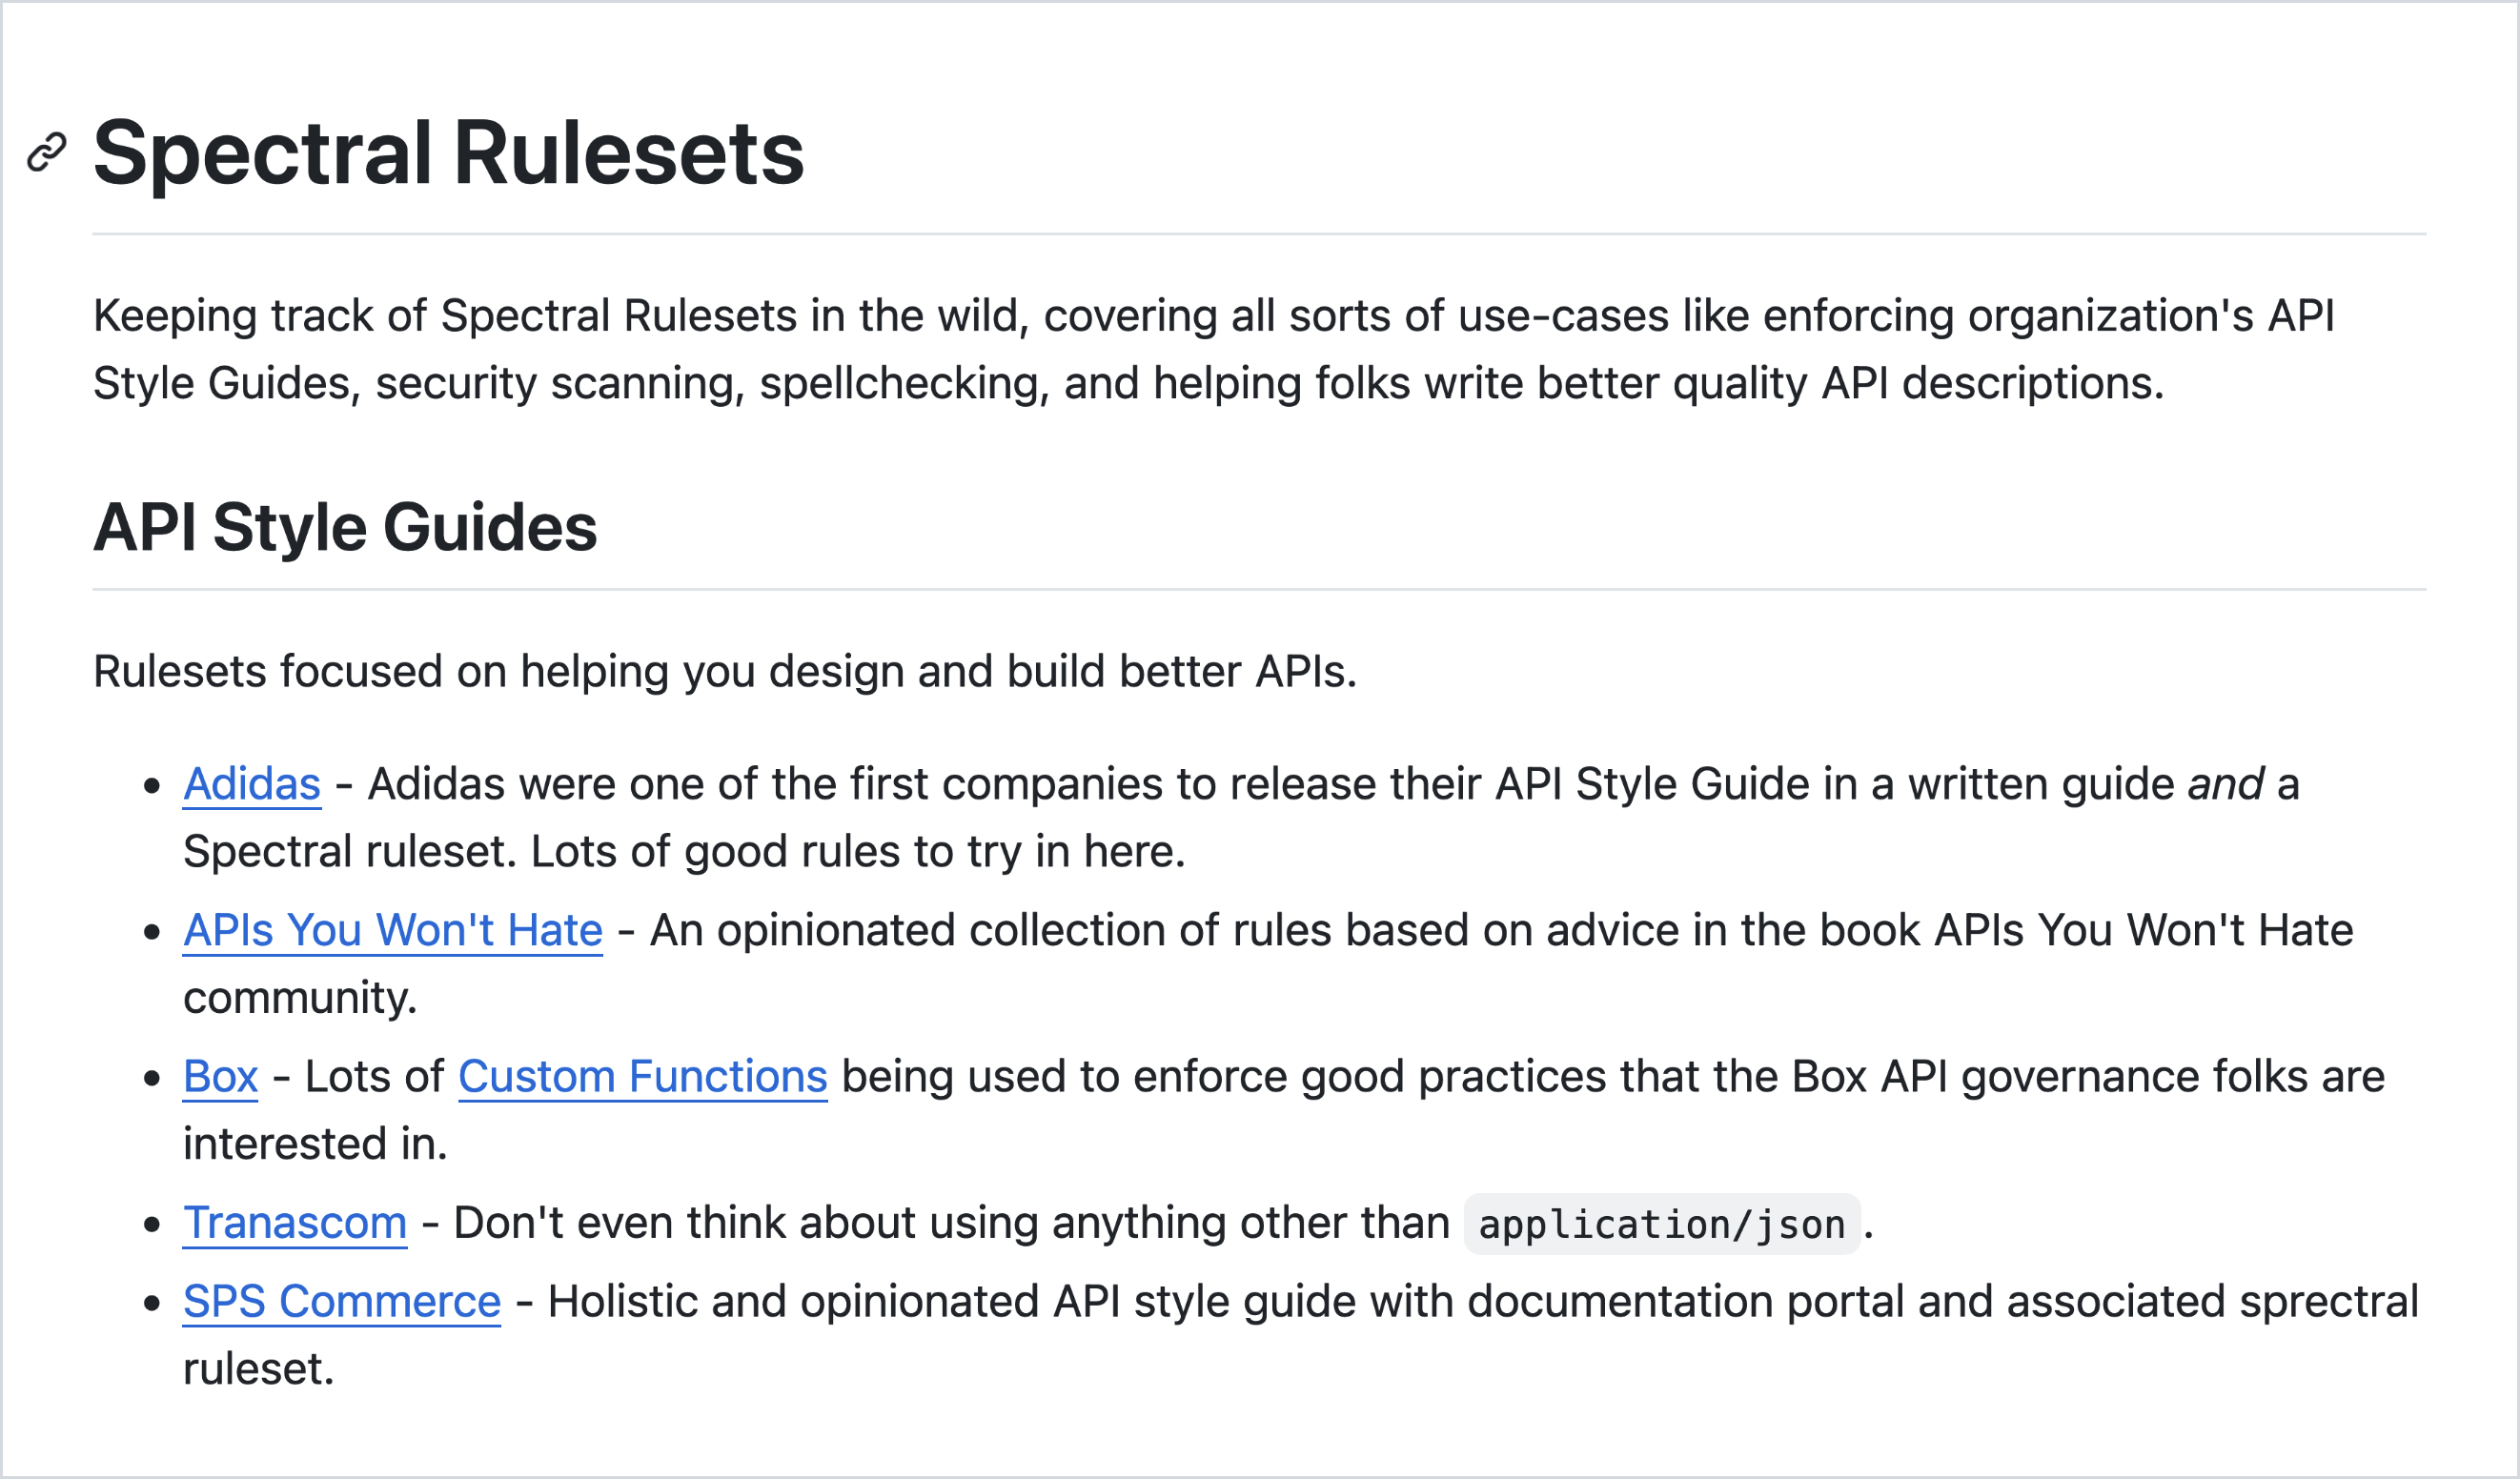 Spectral Rulesets
Keeping track of Spectral Rulesets in the wild, covering all sorts of use-cases like enforcing organization's API
Style Guides, security scanning, spellchecking, and helping folks write better quality API descriptions.
API Style Guides
Rulesets focused on helping you design and build better APIs.
• Adidas - Adidas were one of the first companies to release their API Style Guide in a written guide and a
Spectral ruleset. Lots of good rules to try in here.
• APIs You Won't Hate - An opinionated collection of rules based on advice in the book APIs You Won't Hate
community.
• Box - Lots of Custom Functions being used to enforce good practices that the Box API governance folks are
interested in.
• Tranascom - Don't even think about using anything other than application/json.
• SPS Commerce - Holistic and opinionated API style guide with documentation portal and associated sprectral
ruleset.